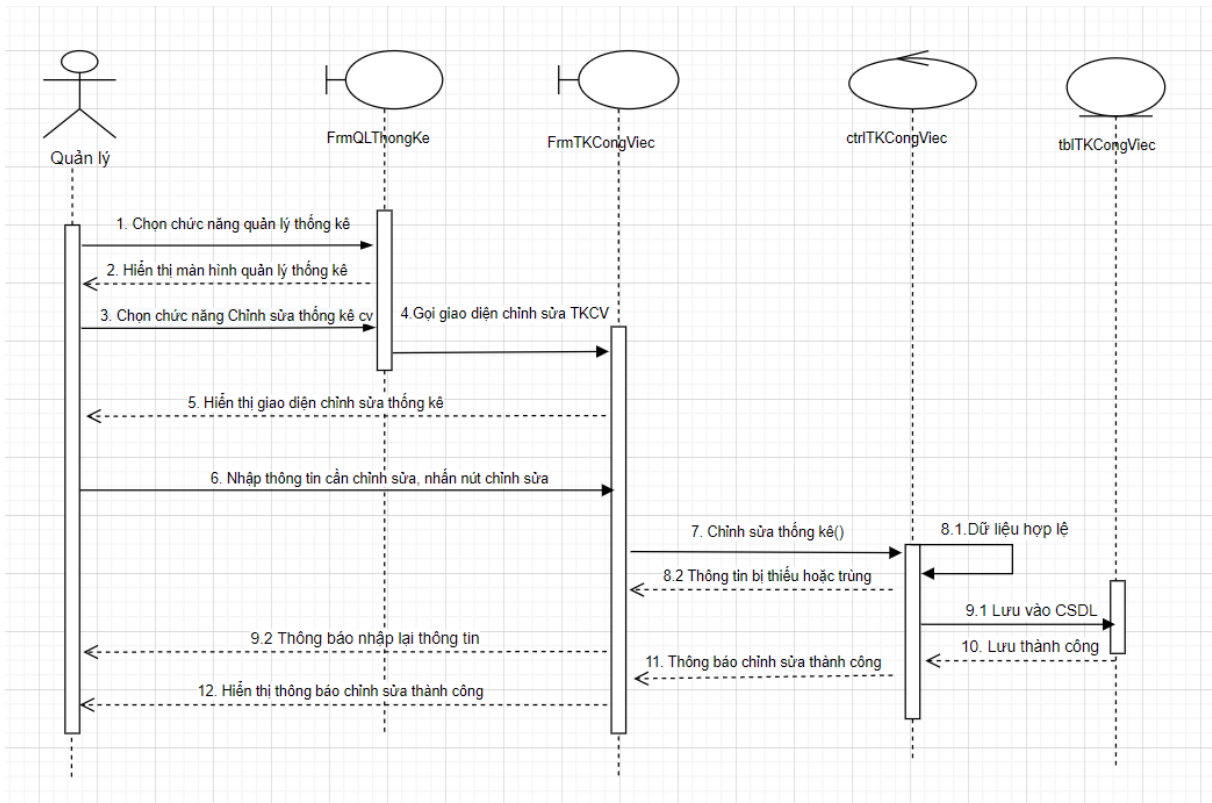 Quản lý
FrmQLThongKe
FrmTKCongViec
ctrlTKCongViec
tblTKCongViec
1. Chọn chức năng quản lý thống kê
2. Hiển thị màn hình quản lý thống kê
3. Chọn chức năng Chỉnh sửa thống kê cv
4.Gọi giao diện chỉnh sửa TKCV
5. Hiển thị giao diện chỉnh sửa thống kê
6. Nhập thông tin cần chỉnh sửa, nhấn nút chỉnh sửa
7. Chỉnh sửa thống kê()
8.1.Dữ liệu hợp lệ
8.2 Thông tin bị thiếu hoặc trùng
9.1 Lưu vào CSDL
9.2 Thông báo nhập lại thông tin
10. Lưu thành công
11. Thông báo chỉnh sửa thành công
12. Hiển thị thông báo chỉnh sửa thành công